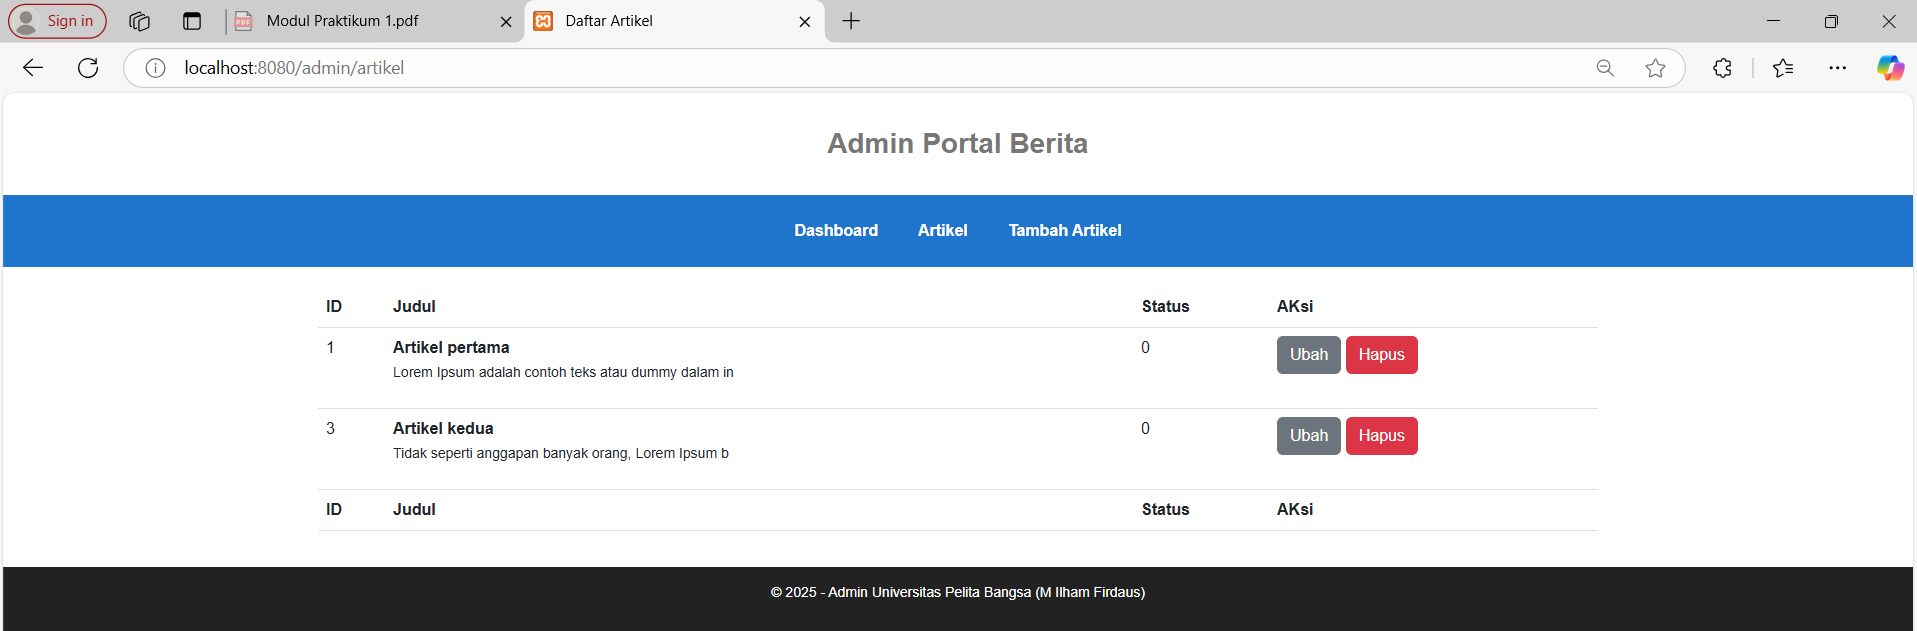 Sign in
Modul Praktikum 1.pdf
Daftar Artikel
localhost:8080/admin/artikel
Admin Portal Berita
Dashboard Artikel Tambah Artikel
ID Judul Status AKsi
1 Artikel pertama 0 Ubah Hapus
Lorem Ipsum adalah contoh teks atau dummy dalam in
3 Artikel kedua 0 Ubah Hapus
Tidak seperti anggapan banyak orang, Lorem Ipsum b
ID Judul Status AKsi
© 2025 - Admin Universitas Pelita Bangsa (M Ilham Firdaus)